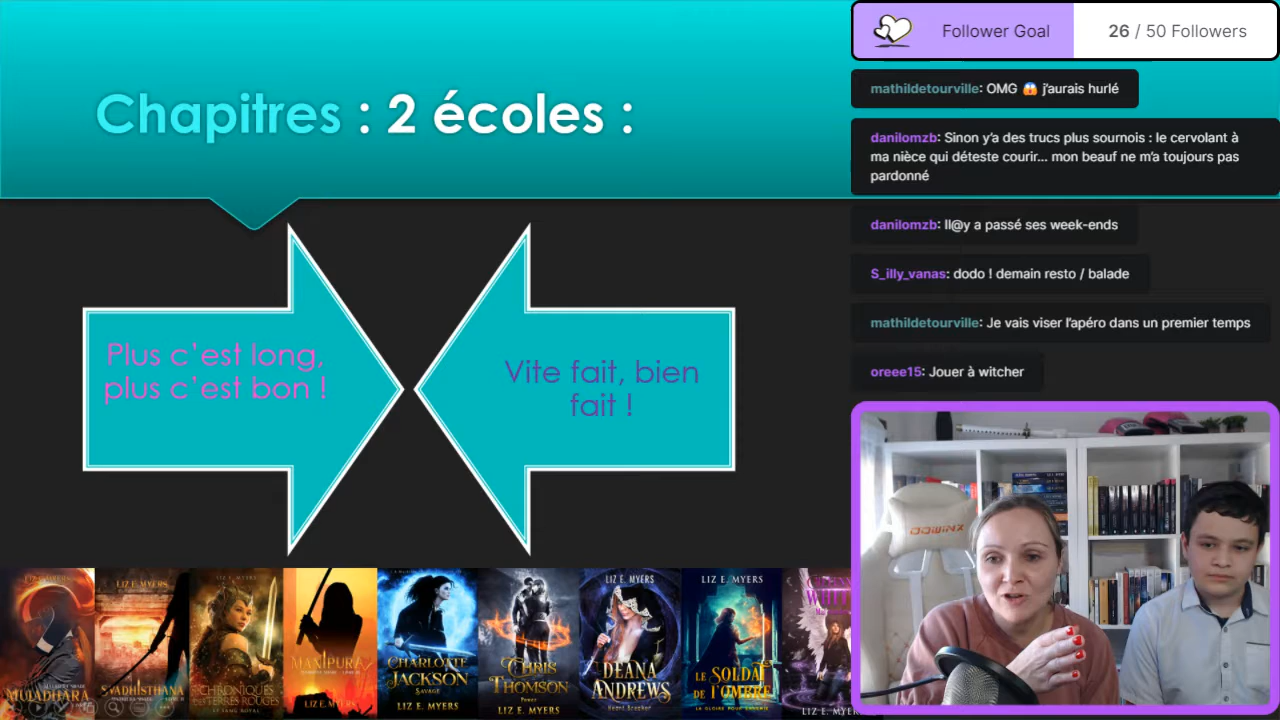 Chapitres : 2 écoles :
Plus c'est long,
plus c'est bon !
Vite fait, bien
fait !
Follower Goal
26 / 50 Followers
mathildetourville: OMG 😱 j'aurais hurlé
danilomzb: Sinon y'a des trucs plus sournois : le cervolant à
ma nièce qui déteste courir... mon beauf ne m'a toujours pas
pardonné
danilomzb: Il@y a passé ses week-ends
S_illy_vanas: dodo ! demain resto / balade
mathildetourville: Je vais viser l'apéro dans un premier temps
oreee15: Jouer à witcher
MULADHARA
LIZ E. MYERS
SVADHISTHANA
LIZ E. MYERS
CHRONIQUES
DES TERRES ROUGES
LE SANG ROYAL
MANIPURA
CHARLOTTE
JACKSON
SAVAGE
LIZ E. MYERS
CHRIS
THOMSON
POWER
LIZ E. MYERS
LIZ E. MYERS
DEANA
ANDREWS
Heart Breaker
LIZ E. MYERS
LE SOLDAT
DE L'OMBRE
LIZ E. MYERS